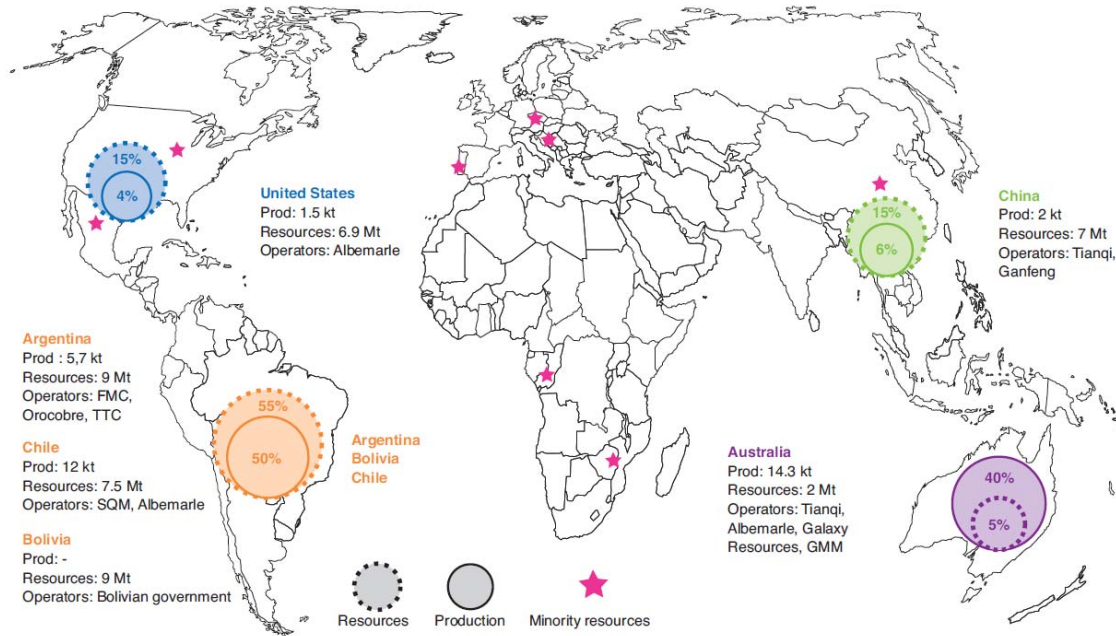 15%
4%
United States
Prod: 1.5 kt
Resources: 6.9 Mt
Operators: Albemarle
China
Prod: 2 kt
Resources: 7 Mt
Operators: Tianqi,
Ganfeng
15%
6%
Argentina
Prod : 5,7 kt
Resources: 9 Mt
Operators: FMC,
Orocobre, TTC
Chile
Prod: 12 kt
Resources: 7.5 Mt
Operators: SQM, Albemarle
Bolivia
Prod: -
Resources: 9 Mt
Operators: Bolivian government
55%
50%
Argentina
Bolivia
Chile
Australia
Prod: 14.3 kt
Resources: 2 Mt
Operators: Tianqi,
Albemarle, Galaxy
Resources, GMM
40%
5%
Resources
Production
Minority resources